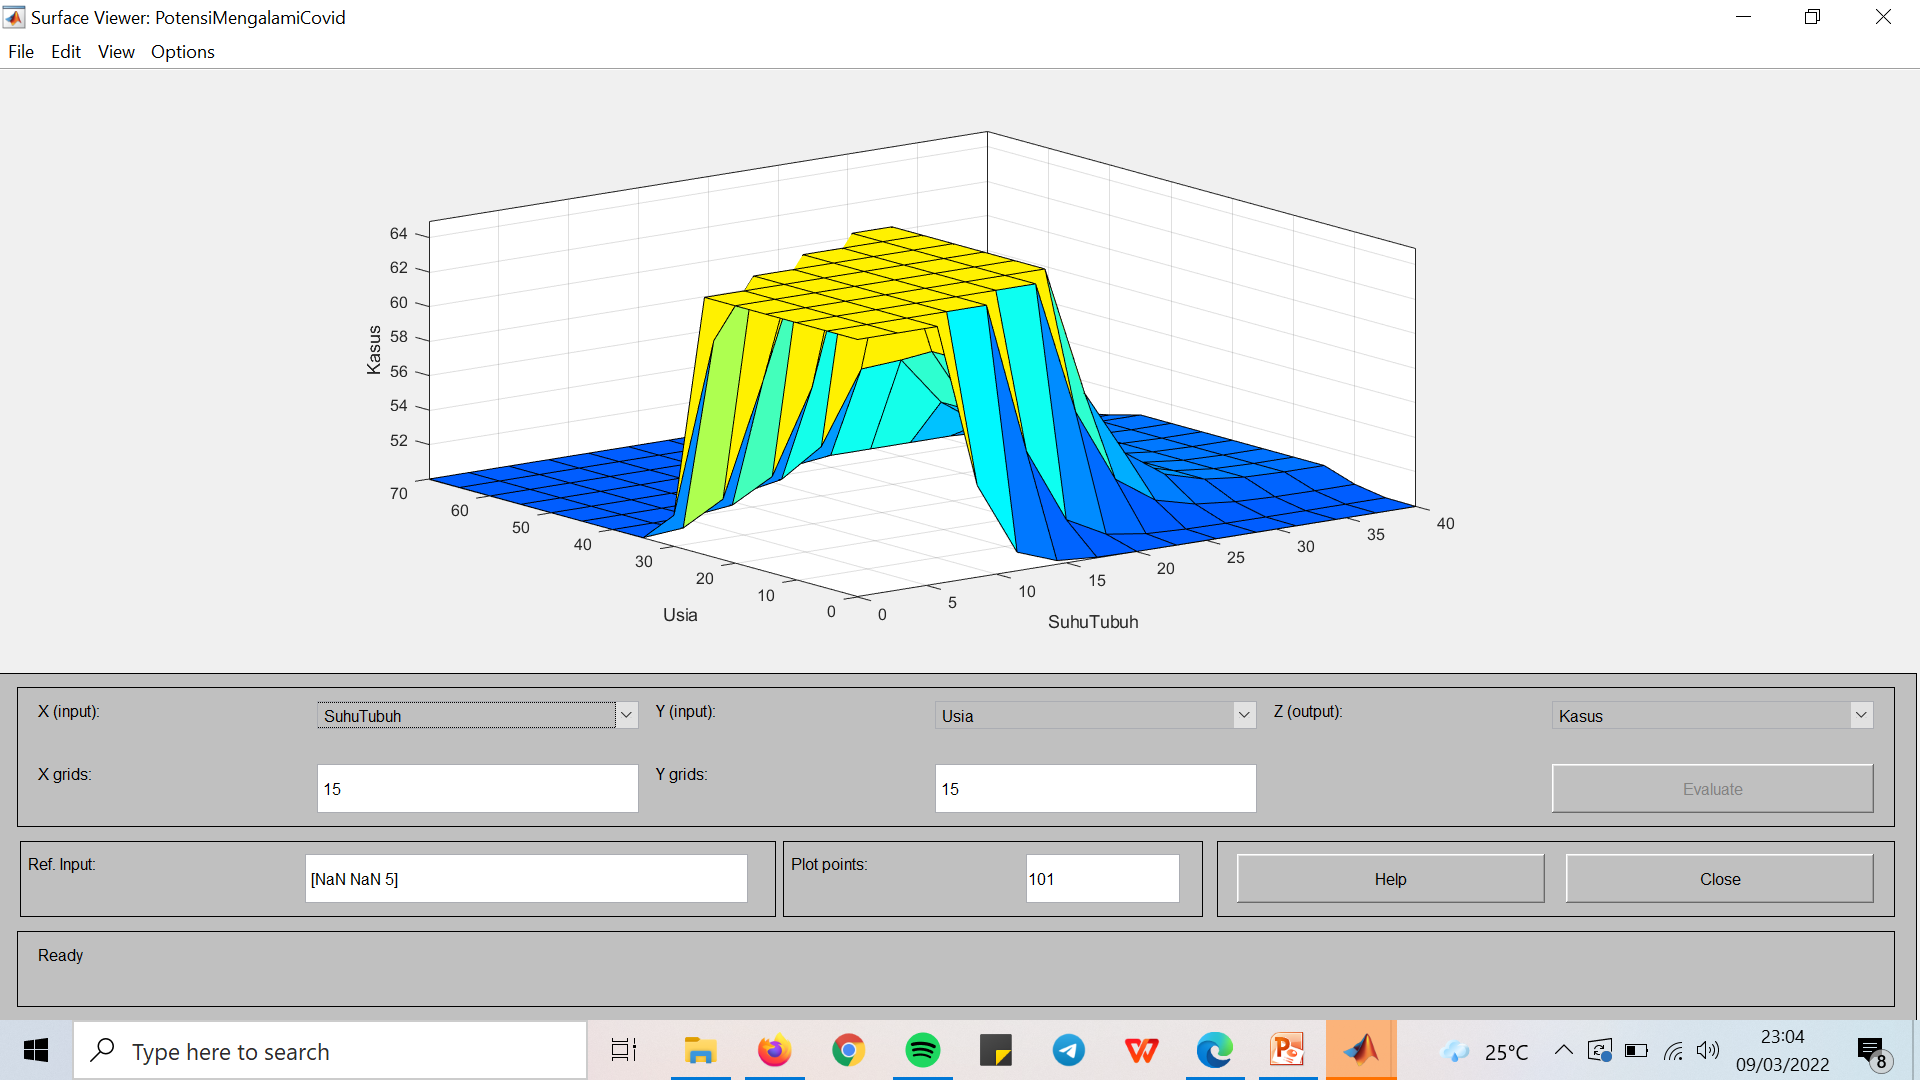 Surface Viewer: PotensiMengalamiCovid
File Edit View Options
64
62
60
58
56
54
52
Kasus
70
60
50
40
30
20
10
0
Usia
0
5
10
15
20
25
30
35
40
SuhuTubuh
X (input): SuhuTubuh Y (input): Usia Z (output): Kasus
X grids: 15 Y grids: 15 Evaluate
Ref. Input: [NaN NaN 5] Plot points: 101 Help Close
Ready
Type here to search
25°C
23:04
09/03/2022
8